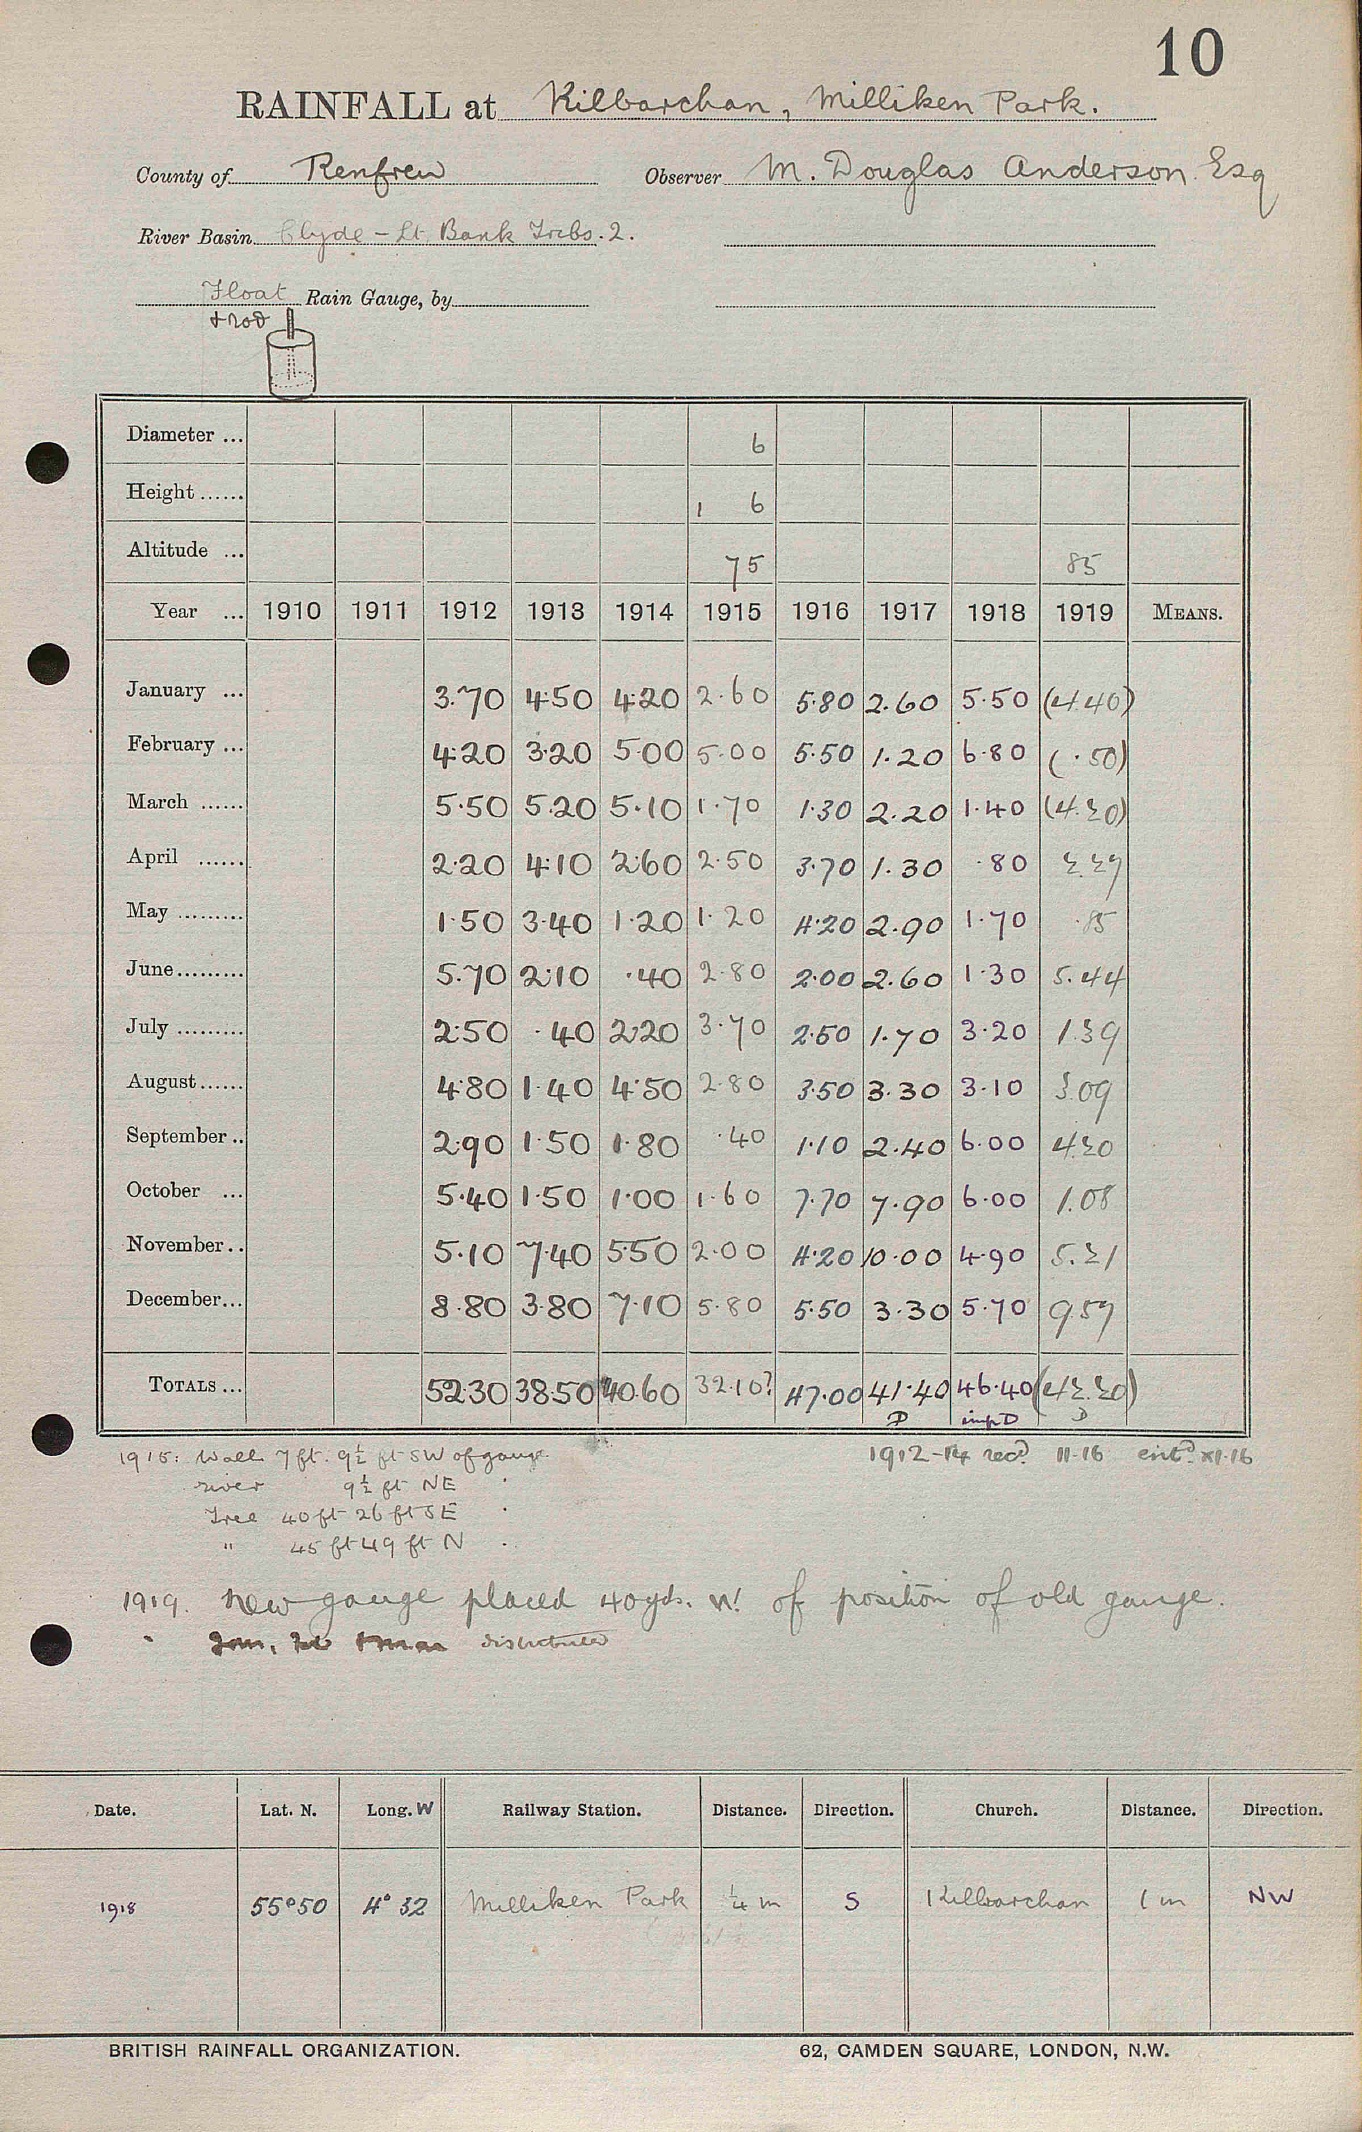 10
RAINFALL at Kilbarchan, Milliken Park.
County of Renfrew Observer M. Douglas Anderson Esq
River Basin Clyde - Lt Bank Tribs. 2.
Float Rain Gauge, by
& rod
Diameter ... 6
Height ...... 1 6
Altitude ... 75 85
Year ... 1910 1911 1912 1913 1914 1915 1916 1917 1918 1919 MEANS.
January ... 3.70 4.50 4.20 2.60 5.80 2.60 5.50 (4.40)
February ... 4.20 3.20 5.00 5.00 5.50 1.20 6.80 (.50)
March ...... 5.50 5.20 5.10 1.70 1.30 2.20 1.40 (4.20)
April ...... 2.20 4.10 2.60 2.50 3.70 1.30 .80 2.27
May ......... 1.50 3.40 1.20 1.20 4.20 2.90 1.70 .85
June ......... 5.70 2.10 .40 2.80 2.00 2.60 1.30 5.44
July ......... 2.50 .40 2.20 3.70 2.50 1.70 3.20 1.39
August ...... 4.80 1.40 4.50 2.80 3.50 3.30 3.10 3.09
September .. 2.90 1.50 1.80 .40 1.10 2.40 6.00 4.20
October ... 5.40 1.50 1.00 1.60 7.70 7.90 6.00 1.08
November .. 5.10 7.40 5.50 2.00 4.20 10.00 4.90 5.21
December ... 8.80 3.80 7.10 5.80 5.50 3.30 5.70 9.57
TOTALS ... 52.30 38.50 40.60 32.10? 47.00 41.40 46.40 (42.20)
D imp D D
1915: Wall 7 ft. 9½ ft SW of gauge 1912-14 recd 11.16 entd XI.16
river 9½ ft NE "
Tree 40 ft 26 ft SE "
" 45 ft 49 ft N "
1919. New gauge placed 40 yds. W. of position of old gauge.
" Jan, Feb & Mar distributed
Date. Lat. N. Long. W Railway Station. Distance. Direction. Church. Distance. Direction.
1918 55°50 4° 32 Milliken Park ¼ m S Kilbarchan 1 m NW
BRITISH RAINFALL ORGANIZATION. 62, CAMDEN SQUARE, LONDON, N.W.